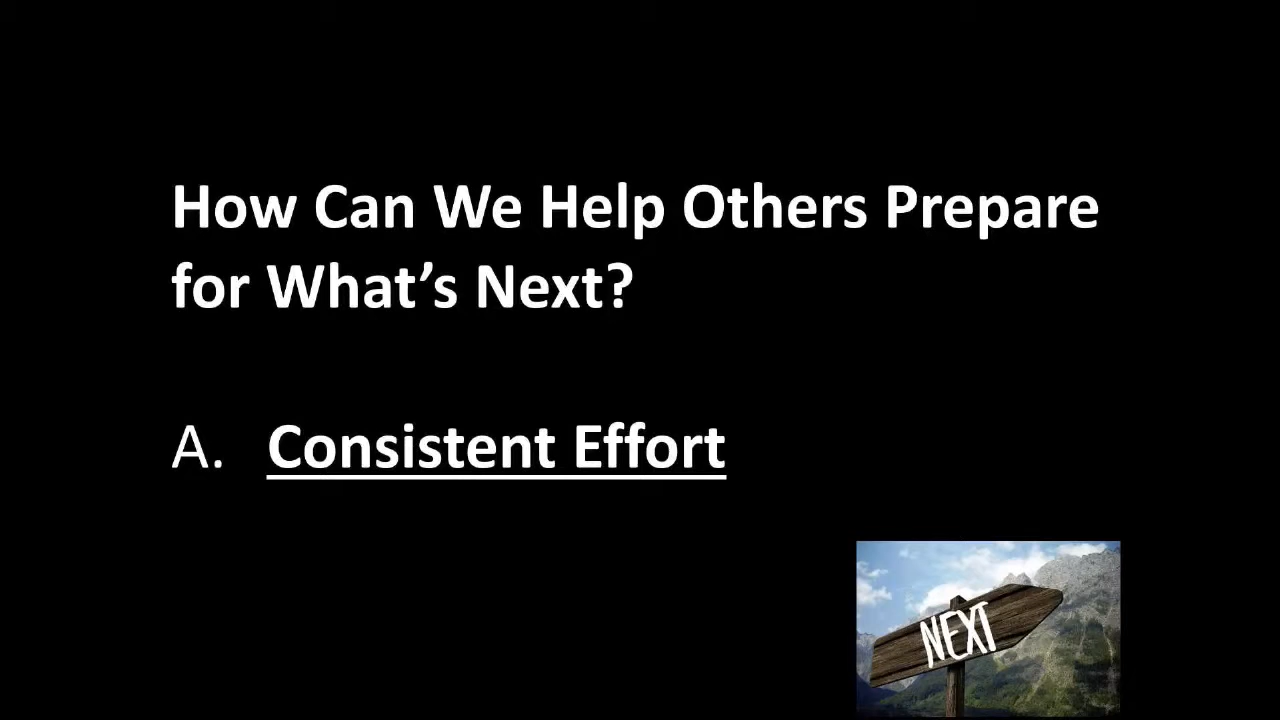 How Can We Help Others Prepare
for What’s Next?
A. Consistent Effort
NEXT